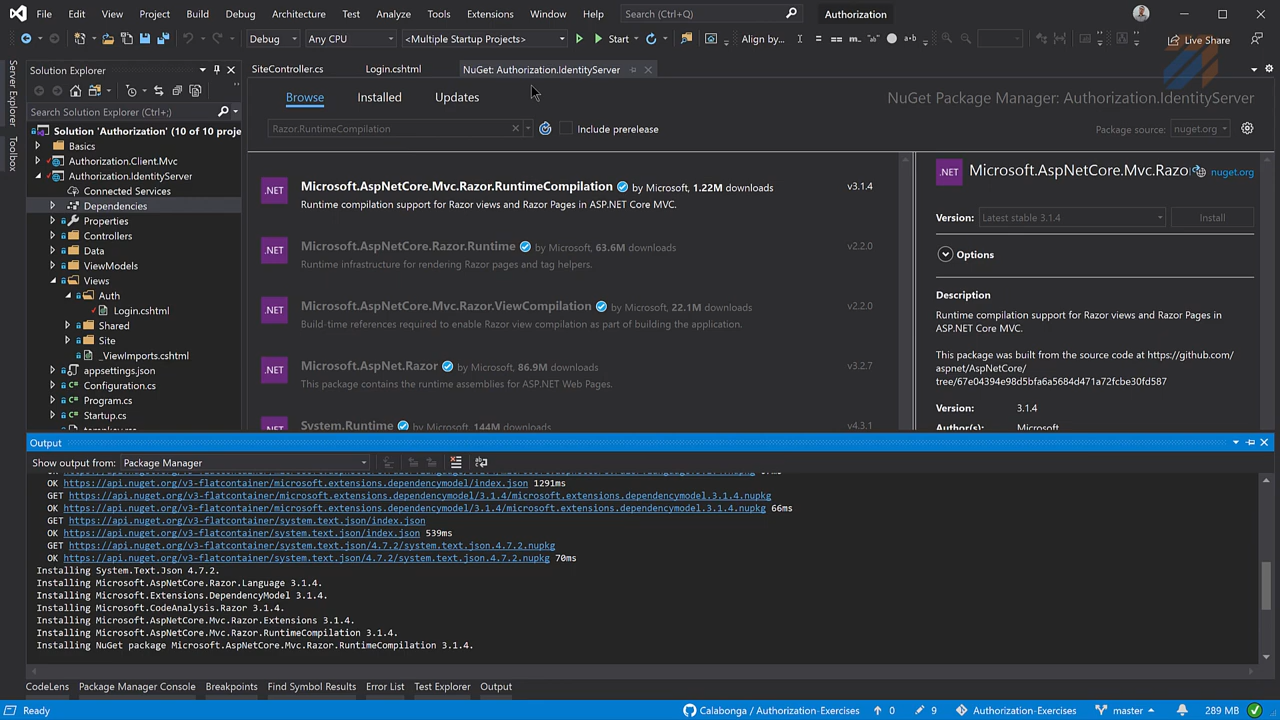 File Edit View Project Build Debug Architecture Test Analyze Tools Extensions Window Help Search (Ctrl+Q) Authorization
Debug Any CPU <Multiple Startup Projects> Start Align by... Live Share
Server Explorer
Toolbox
Solution Explorer
Search Solution Explorer (Ctrl+;)
Solution 'Authorization' (10 of 10 proje
Basics
Authorization.Client.Mvc
Authorization.IdentityServer
Connected Services
Dependencies
Properties
Controllers
Data
ViewModels
Views
Auth
Login.cshtml
Shared
Site
_ViewImports.cshtml
appsettings.json
Configuration.cs
Program.cs
Startup.cs
SiteController.cs Login.cshtml NuGet: Authorization.IdentityServer
Browse Installed Updates NuGet Package Manager: Authorization.IdentityServer
Razor.RuntimeCompilation Include prerelease Package source: nuget.org
.NET Microsoft.AspNetCore.Mvc.Razor.RuntimeCompilation by Microsoft, 1.22M downloads v3.1.4
Runtime compilation support for Razor views and Razor Pages in ASP.NET Core MVC.
.NET Microsoft.AspNetCore.Razor.Runtime by Microsoft, 63.6M downloads v2.2.0
Runtime infrastructure for rendering Razor pages and tag helpers.
.NET Microsoft.AspNetCore.Mvc.Razor.ViewCompilation by Microsoft, 22.1M downloads v2.2.0
Build-time references required to enable Razor view compilation as part of building the application.
.NET Microsoft.AspNet.Razor by Microsoft, 86.9M downloads v3.2.7
This package contains the runtime assemblies for ASP.NET Web Pages.
.NET System.Runtime by Microsoft, 144M downloads v4.3.1
.NET Microsoft.AspNetCore.Mvc.Razo nuget.org
Version: Latest stable 3.1.4 Install
Options
Description
Runtime compilation support for Razor views and Razor Pages in
ASP.NET Core MVC.
This package was built from the source code at https://github.com/
aspnet/AspNetCore/
tree/67e04394e98d5bfa6a5684d471a72fcbe30fd587
Version: 3.1.4
Author(s): Microsoft
Output
Show output from: Package Manager
OK https://api.nuget.org/v3-flatcontainer/microsoft.extensions.dependencymodel/index.json 1291ms
GET https://api.nuget.org/v3-flatcontainer/microsoft.extensions.dependencymodel/3.1.4/microsoft.extensions.dependencymodel.3.1.4.nupkg
OK https://api.nuget.org/v3-flatcontainer/microsoft.extensions.dependencymodel/3.1.4/microsoft.extensions.dependencymodel.3.1.4.nupkg 66ms
GET https://api.nuget.org/v3-flatcontainer/system.text.json/index.json
OK https://api.nuget.org/v3-flatcontainer/system.text.json/index.json 539ms
GET https://api.nuget.org/v3-flatcontainer/system.text.json/4.7.2/system.text.json.4.7.2.nupkg
OK https://api.nuget.org/v3-flatcontainer/system.text.json/4.7.2/system.text.json.4.7.2.nupkg 70ms
Installing System.Text.Json 4.7.2.
Installing Microsoft.AspNetCore.Razor.Language 3.1.4.
Installing Microsoft.Extensions.DependencyModel 3.1.4.
Installing Microsoft.CodeAnalysis.Razor 3.1.4.
Installing Microsoft.AspNetCore.Mvc.Razor.Extensions 3.1.4.
Installing Microsoft.AspNetCore.Mvc.Razor.RuntimeCompilation 3.1.4.
Installing NuGet package Microsoft.AspNetCore.Mvc.Razor.RuntimeCompilation 3.1.4.
CodeLens Package Manager Console Breakpoints Find Symbol Results Error List Test Explorer Output
Ready Calabonga / Authorization-Exercises 0 9 Authorization-Exercises master 289 MB